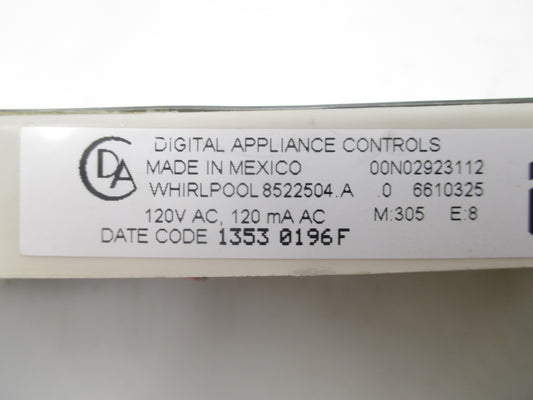 CDA DIGITAL APPLIANCE CONTROLS
MADE IN MEXICO 00N02923112
WHIRLPOOL 8522504.A .0 6610325
120V AC, 120 mA AC M:305 E:8
DATE CODE 1353 0196F